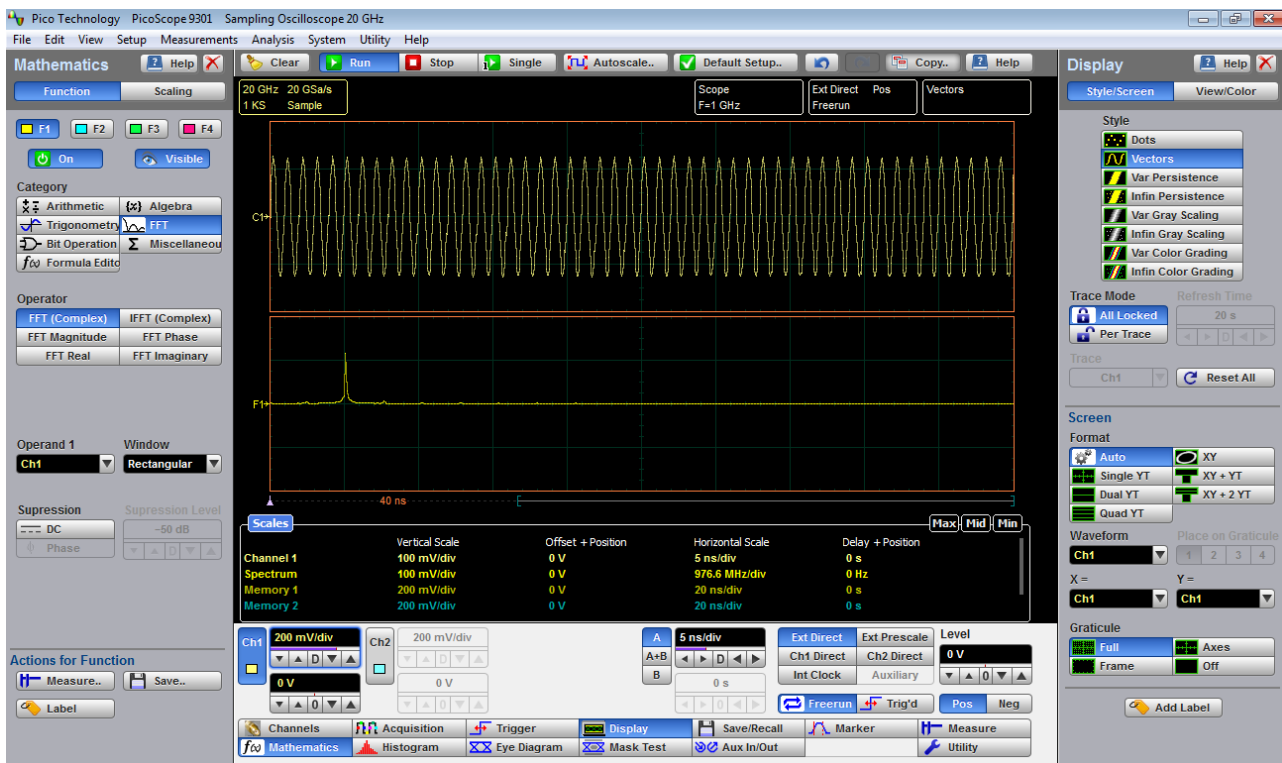 Pico Technology PicoScope 9301 Sampling Oscilloscope 20 GHz
File Edit View Setup Measurements Analysis System Utility Help
Mathematics Help
Function Scaling
F1 F2 F3 F4
On Visible
Category
Arithmetic {x} Algebra
Trigonometry FFT
Bit Operation Σ Miscellaneou
f(x) Formula Edito
Operator
FFT (Complex) IFFT (Complex)
FFT Magnitude FFT Phase
FFT Real FFT Imaginary
Operand 1 Window
Ch1 Rectangular
Supression Supression Level
DC -50 dB
Phase D
Actions for Function
Measure.. Save..
Label
Clear Run Stop Single Autoscale.. Default Setup.. Copy.. Help
20 GHz 20 GSa/s
1 KS Sample
Scope
F=1 GHz
Ext Direct Pos
Freerun
Vectors
C1
F1
40 ns
Scales Max Mid Min
Vertical Scale Offset + Position Horizontal Scale Delay + Position
Channel 1 100 mV/div 0 V 5 ns/div 0 s
Spectrum 100 mV/div 0 V 976.6 MHz/div 0 Hz
Memory 1 200 mV/div 0 V 20 ns/div 0 s
Memory 2 200 mV/div 0 V 20 ns/div 0 s
Ch1 200 mV/div Ch2 200 mV/div A 5 ns/div Ext Direct Ext Prescale Level
D D A+B D Ch1 Direct Ch2 Direct 0 V
0 V 0 V B 0 s Int Clock Auxiliary 0
0 0 0 Freerun Trig'd Pos Neg
Channels Acquisition Trigger Display Save/Recall Marker Measure
f(x) Mathematics Histogram Eye Diagram Mask Test Aux In/Out Utility
Display Help
Style/Screen View/Color
Style
Dots
Vectors
Var Persistence
Infin Persistence
Var Gray Scaling
Infin Gray Scaling
Var Color Grading
Infin Color Grading
Trace Mode Refresh Time
All Locked 20 s
Per Trace D
Trace
Ch1 Reset All
Screen
Format
Auto XY
Single YT XY + YT
Dual YT XY + 2 YT
Quad YT
Waveform Place on Graticule
Ch1 1 2 3 4
X = Y =
Ch1 Ch1
Graticule
Full Axes
Frame Off
Add Label